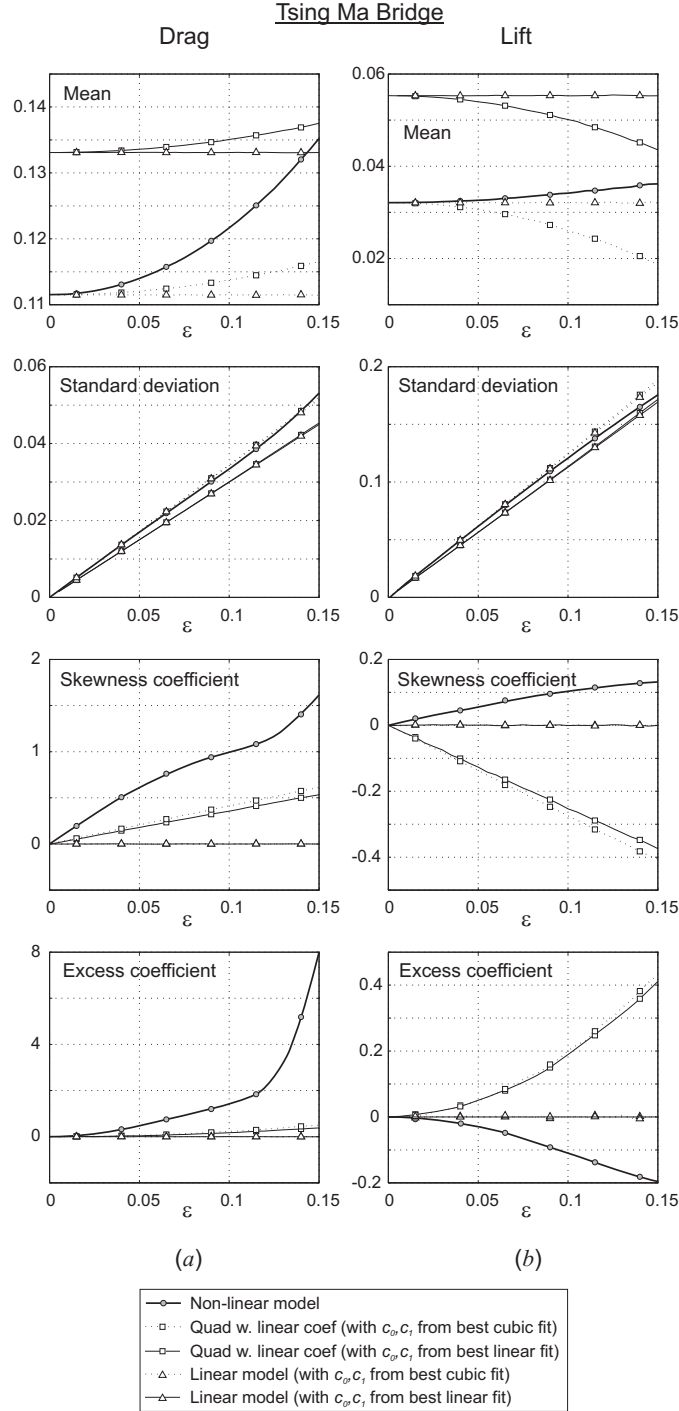 Tsing Ma Bridge
Drag
Lift
Mean
0.14
0.13
0.12
0.11
0.05
0.1
0.15
ε
Mean
0.06
0.04
0.02
0.05
0.1
0.15
ε
Standard deviation
0.06
0.04
0.02
0
0.05
0.1
0.15
ε
Standard deviation
0.2
0.1
0
0.05
0.1
0.15
ε
Skewness coefficient
2
1
0
0.05
0.1
0.15
ε
Skewness coefficient
0.2
0
-0.2
-0.4
0.05
0.1
0.15
ε
Excess coefficient
8
4
0
0.05
0.1
0.15
ε
Excess coefficient
0.4
0.2
0
-0.2
0.05
0.1
0.15
ε
(a)
(b)
Non-linear model
Quad w. linear coef (with c₀,c₁ from best cubic fit)
Quad w. linear coef (with c₀,c₁ from best linear fit)
Linear model (with c₀,c₁ from best cubic fit)
Linear model (with c₀,c₁ from best linear fit)